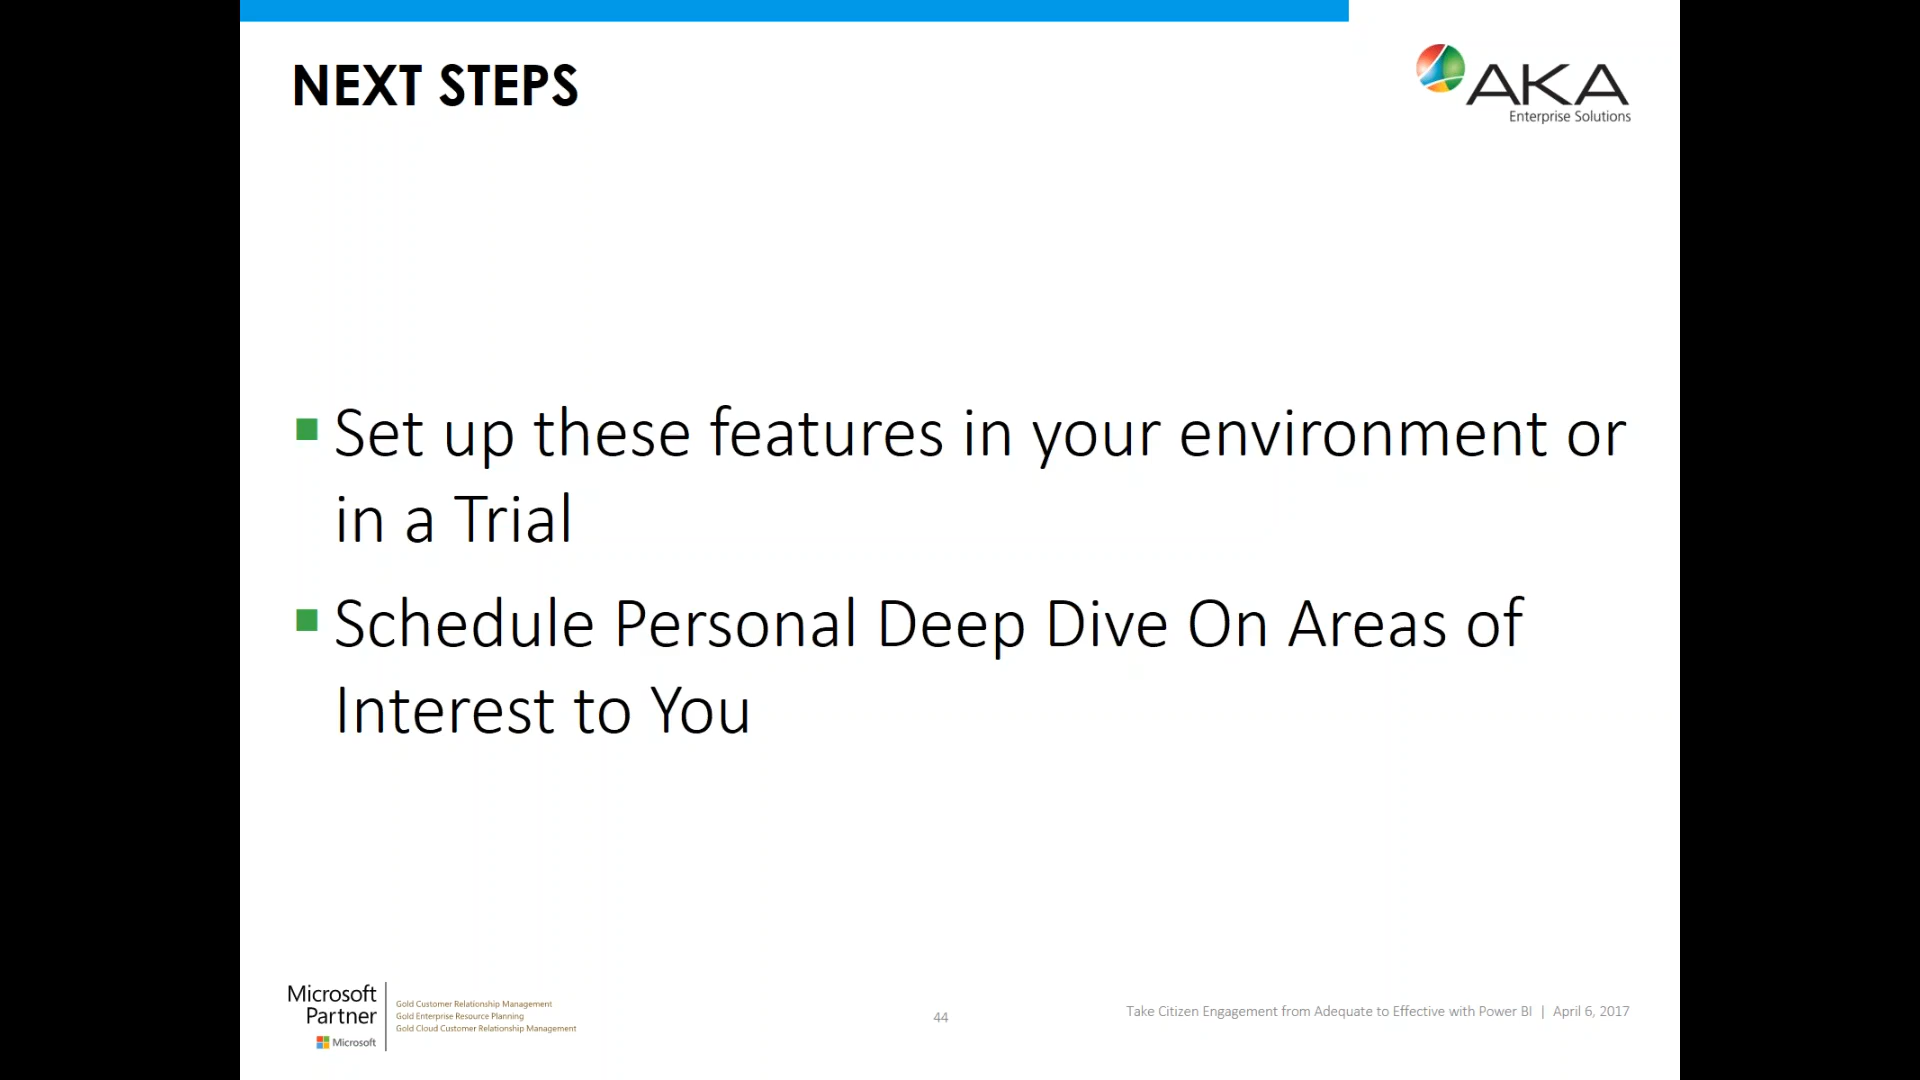 NEXT STEPS
AKA
Enterprise Solutions
Set up these features in your environment or
in a Trial
Schedule Personal Deep Dive On Areas of
Interest to You
Microsoft
Partner
Microsoft
Gold Customer Relationship Management
Gold Enterprise Resource Planning
Gold Cloud Customer Relationship Management
44
Take Citizen Engagement from Adequate to Effective with Power BI | April 6, 2017